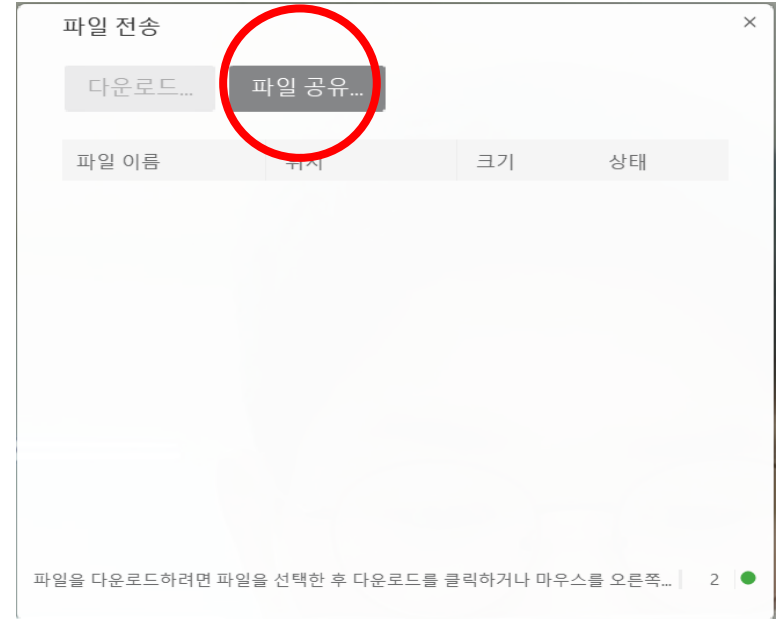 파일 전송
다운로드... 파일 공유...
파일 이름 위치 크기 상태
파일을 다운로드하려면 파일을 선택한 후 다운로드를 클릭하거나 마우스를 오른쪽... 2